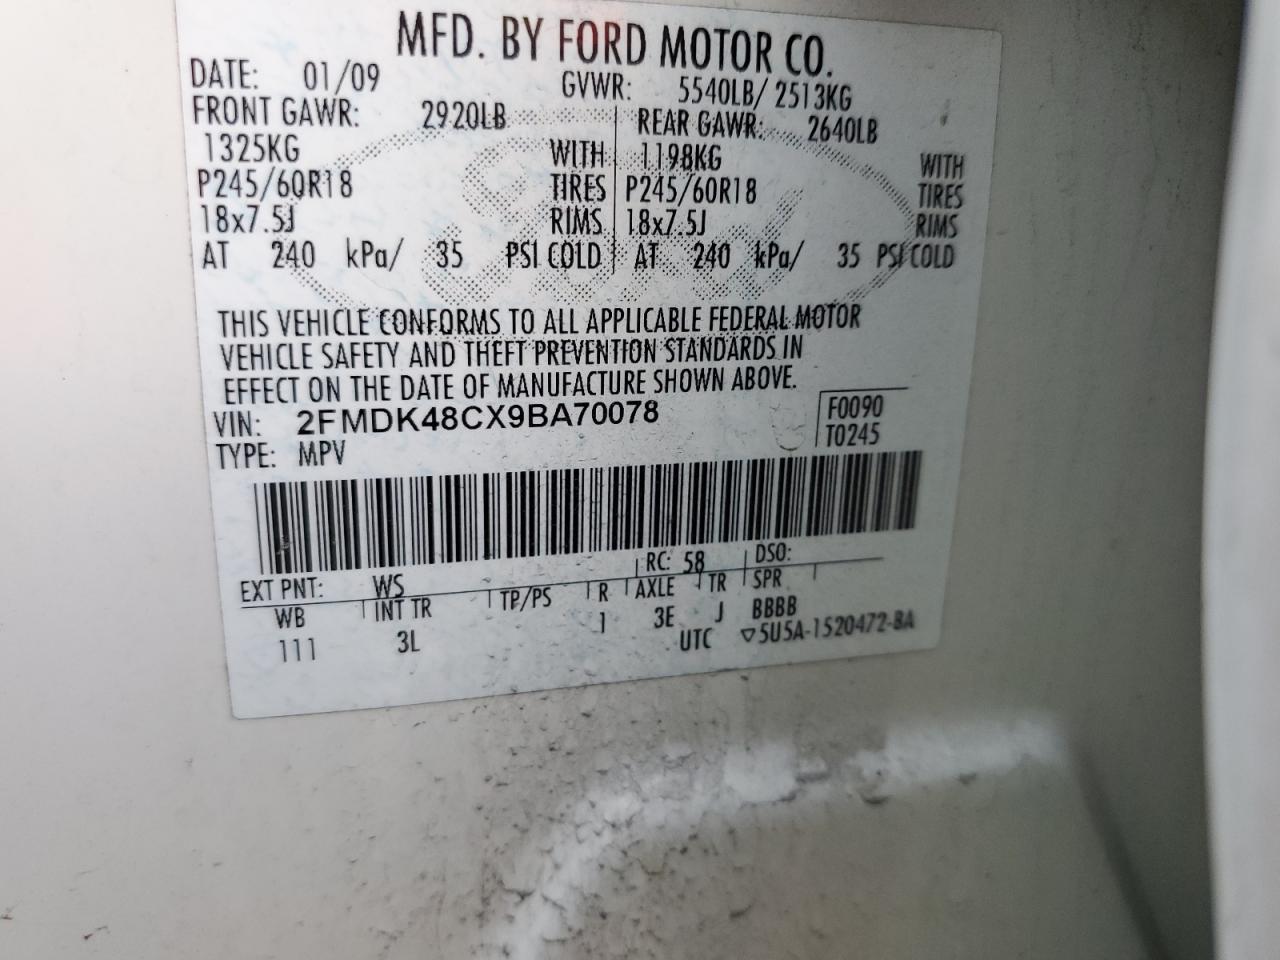 MFD. BY FORD MOTOR CO.
DATE: 01/09 GVWR: 5540LB/ 2513KG
FRONT GAWR: 2920LB REAR GAWR: 2640LB
1325KG WITH 1198KG WITH
P245/60R18 TIRES P245/60R18 TIRES
18x7.5J RIMS 18x7.5J RIMS
AT 240 kPa/ 35 PSI COLD AT 240 kPa/ 35 PSI COLD
THIS VEHICLE CONFORMS TO ALL APPLICABLE FEDERAL MOTOR
VEHICLE SAFETY AND THEFT PREVENTION STANDARDS IN
EFFECT ON THE DATE OF MANUFACTURE SHOWN ABOVE.
VIN: 2FMDK48CX9BA70078 F0090
TYPE: MPV T0245
EXT PNT: WS RC: 58 DSO:
WB INT TR TP/PS R AXLE TR SPR
111 3L 1 3E J BBBB
UTC ▽5U5A-1520472-BA